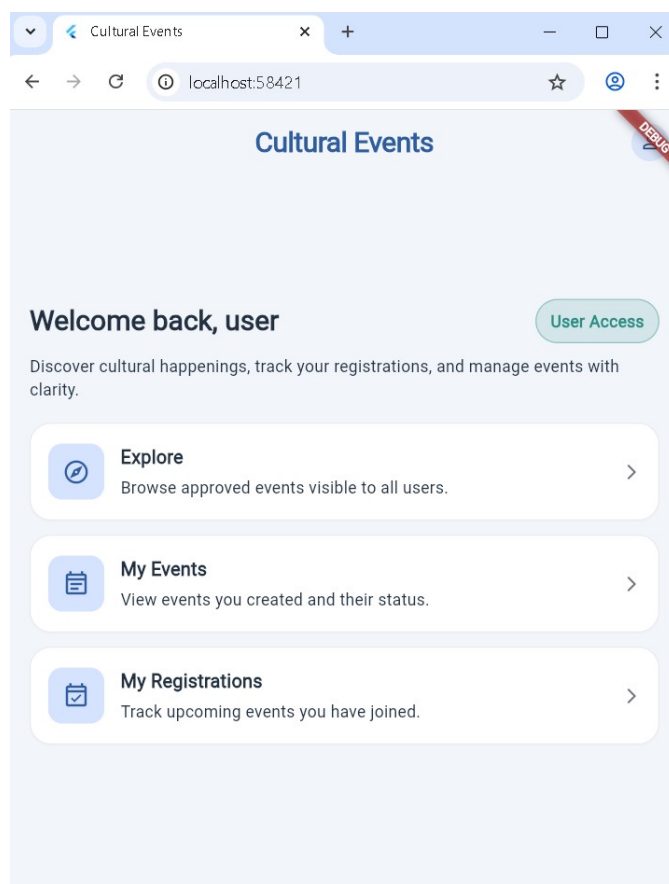 Cultural Events
localhost:58421
Cultural Events
DEBUG
Welcome back, user
User Access
Discover cultural happenings, track your registrations, and manage events with
clarity.
Explore
Browse approved events visible to all users.
My Events
View events you created and their status.
My Registrations
Track upcoming events you have joined.